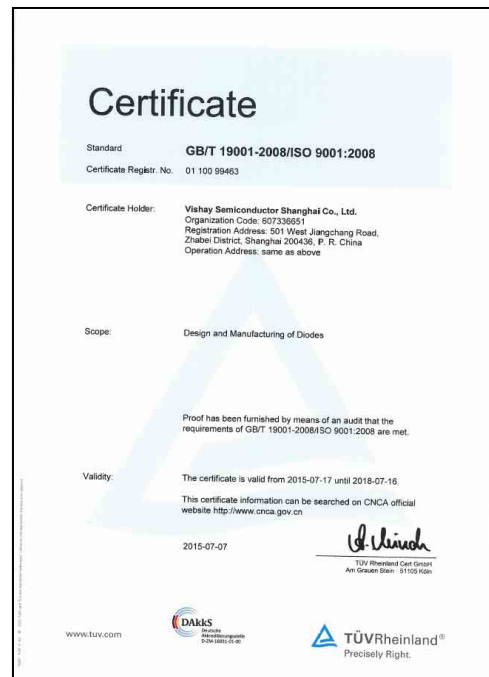 Certificate
Standard
GB/T 19001-2008/ISO 9001:2008
Certificate Registr. No.
01 100 99463
Certificate Holder:
Vishay Semiconductor Shanghai Co., Ltd.
Organization Code: 607336651
Registration Address: 501 West Jiangchang Road,
Zhabei District, Shanghai 200436, P. R. China
Operation Address: same as above
Scope:
Design and Manufacturing of Diodes
Proof has been furnished by means of an audit that the
requirements of GB/T 19001-2008/ISO 9001:2008 are met.
Validity:
The certificate is valid from 2015-07-17 until 2018-07-16.
This certificate information can be searched on CNCA official
website http://www.cnca.gov.cn
2015-07-07
TÜV Rheinland Cert GmbH
Am Grauen Stein · 51105 Köln
www.tuv.com
DAkkS
Deutsche
Akkreditierungsstelle
D-ZM-16031-01-00
TÜVRheinland®
Precisely Right.